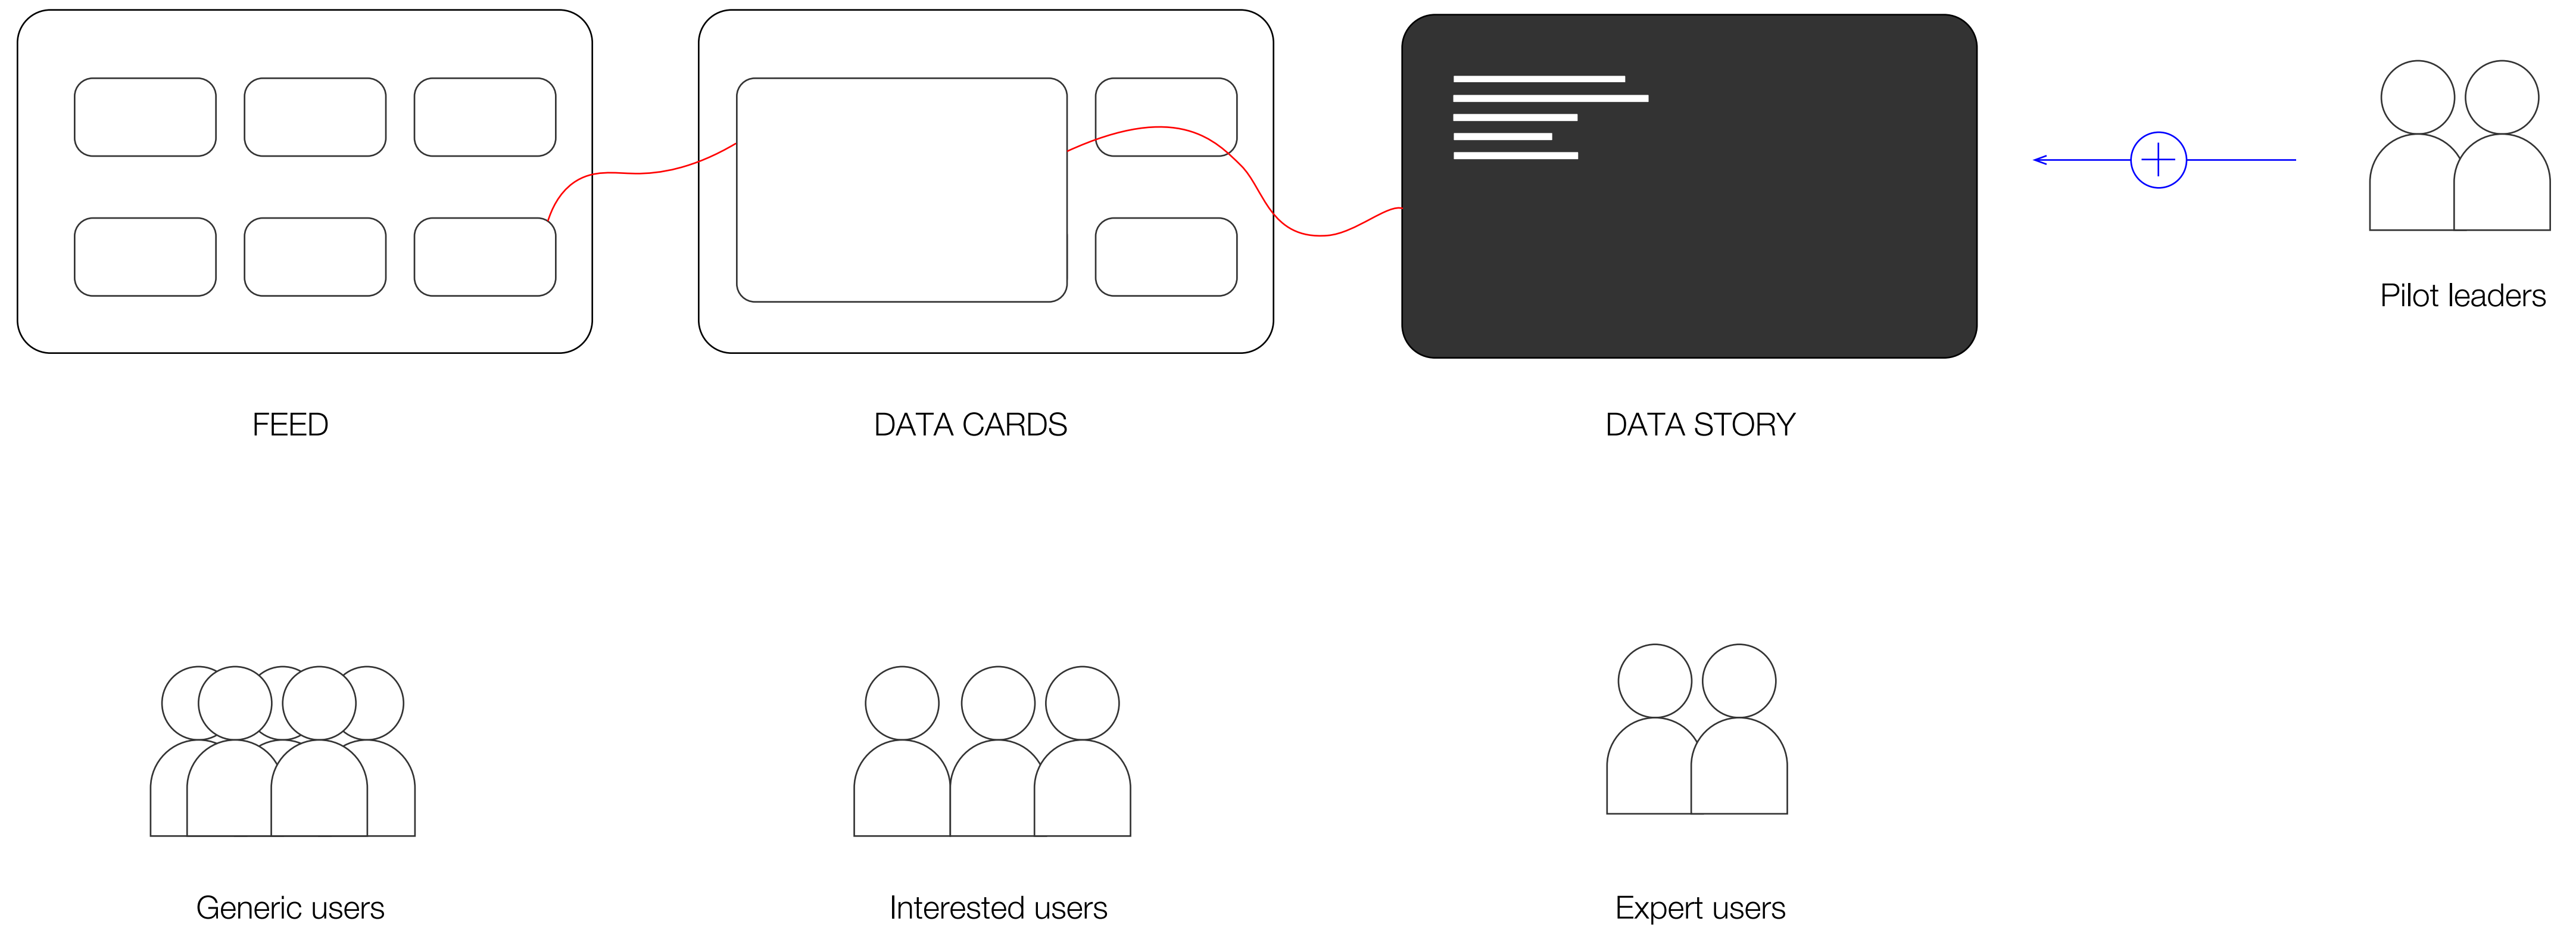 Pilot leaders
FEED
DATA CARDS
DATA STORY
Generic users
Interested users
Expert users